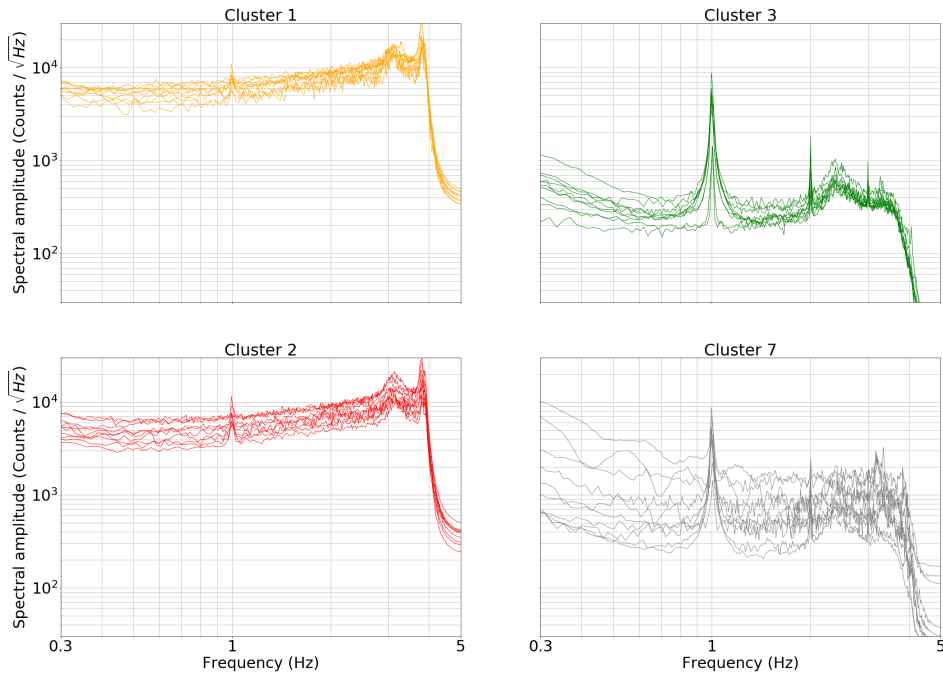 Cluster 1
Cluster 3
Spectral amplitude (Counts / √Hz)
10⁴
10³
10²
Cluster 2
Cluster 7
Spectral amplitude (Counts / √Hz)
10⁴
10³
10²
0.3 1 5
0.3 1 5
Frequency (Hz)
Frequency (Hz)